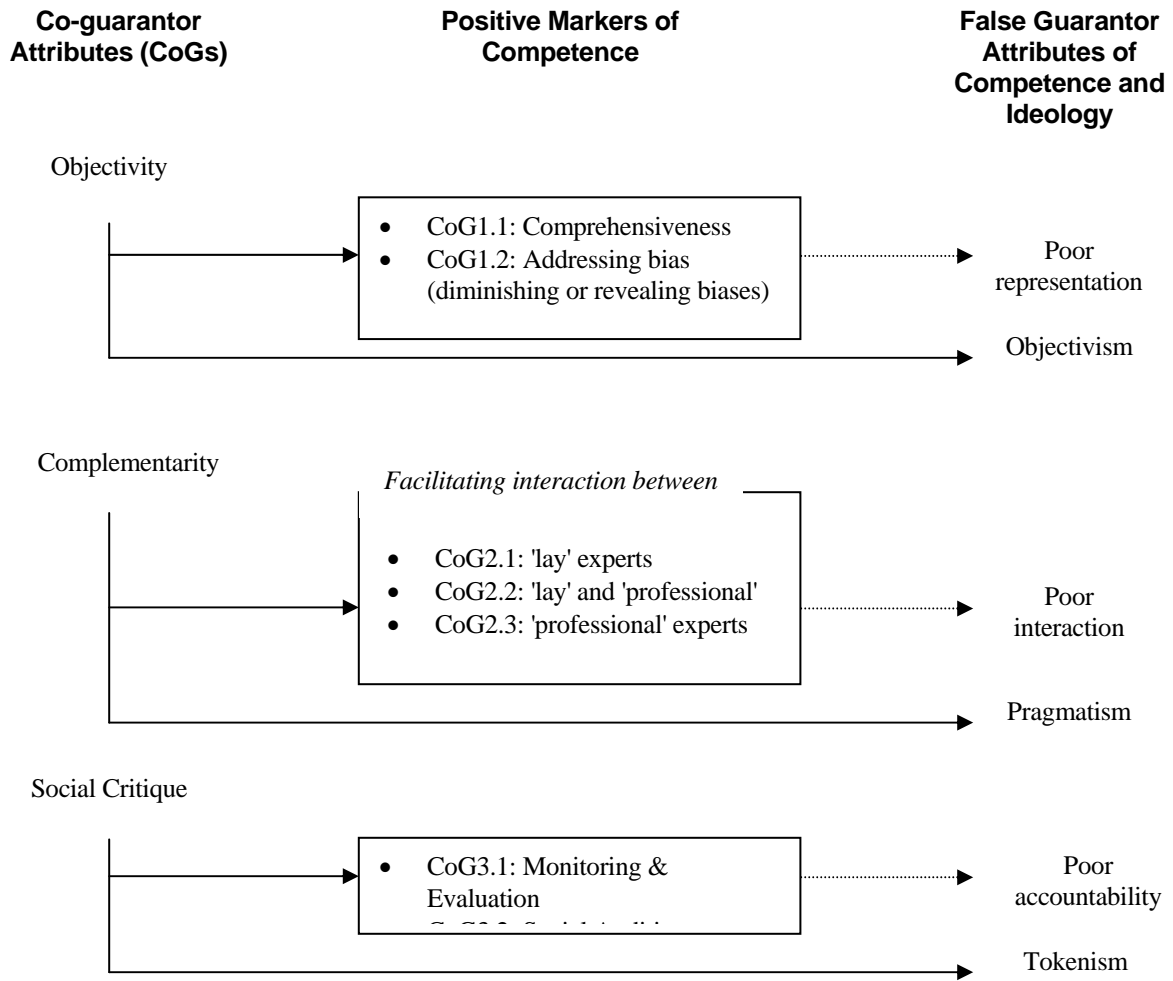 Co-guarantor
Attributes (CoGs)
Positive Markers of
Competence
False Guarantor
Attributes of
Competence and
Ideology
Objectivity
• CoG1.1: Comprehensiveness
• CoG1.2: Addressing bias
(diminishing or revealing biases)
Poor
representation
Objectivism
Complementarity
Facilitating interaction between
• CoG2.1: 'lay' experts
• CoG2.2: 'lay' and 'professional'
• CoG2.3: 'professional' experts
Poor
interaction
Pragmatism
Social Critique
• CoG3.1: Monitoring &
Evaluation
Poor
accountability
Tokenism